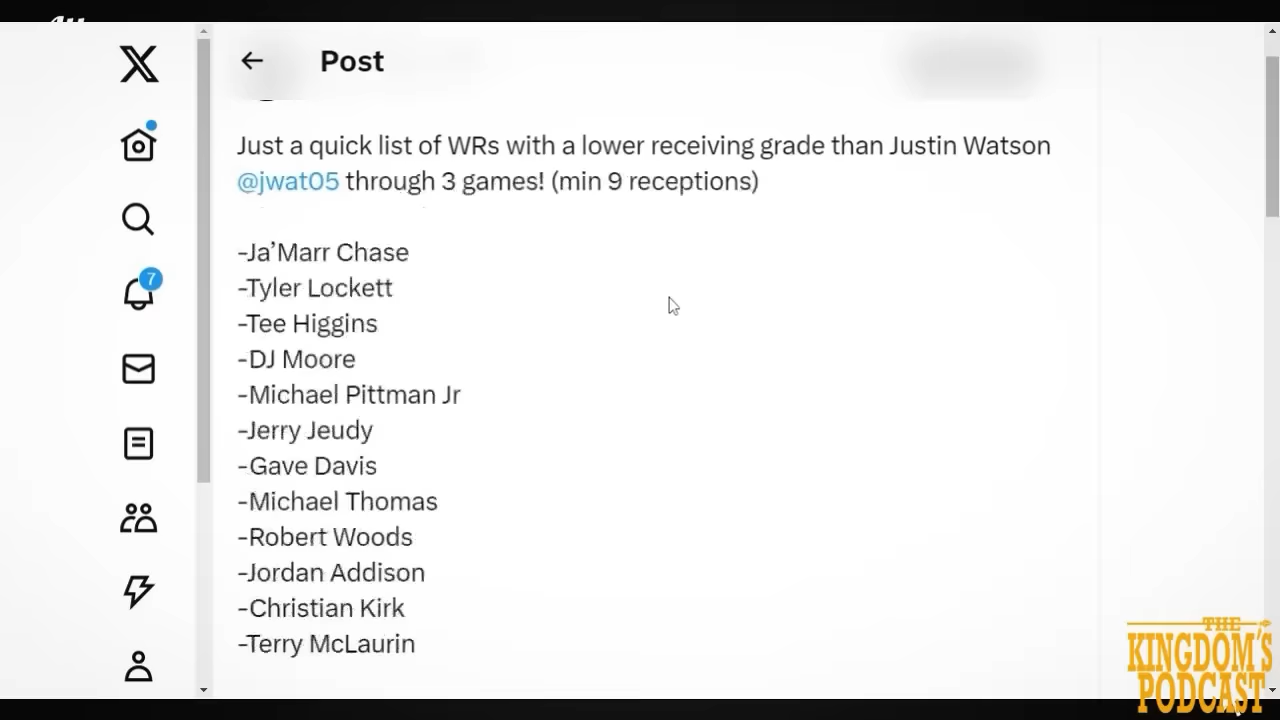 Post
Just a quick list of WRs with a lower receiving grade than Justin Watson
@jwat05 through 3 games! (min 9 receptions)
-Ja’Marr Chase
7
-Tyler Lockett
-Tee Higgins
-DJ Moore
-Michael Pittman Jr
-Jerry Jeudy
-Gave Davis
-Michael Thomas
-Robert Woods
-Jordan Addison
-Christian Kirk
-Terry McLaurin
THE
KINGDOM'S
PODCAST